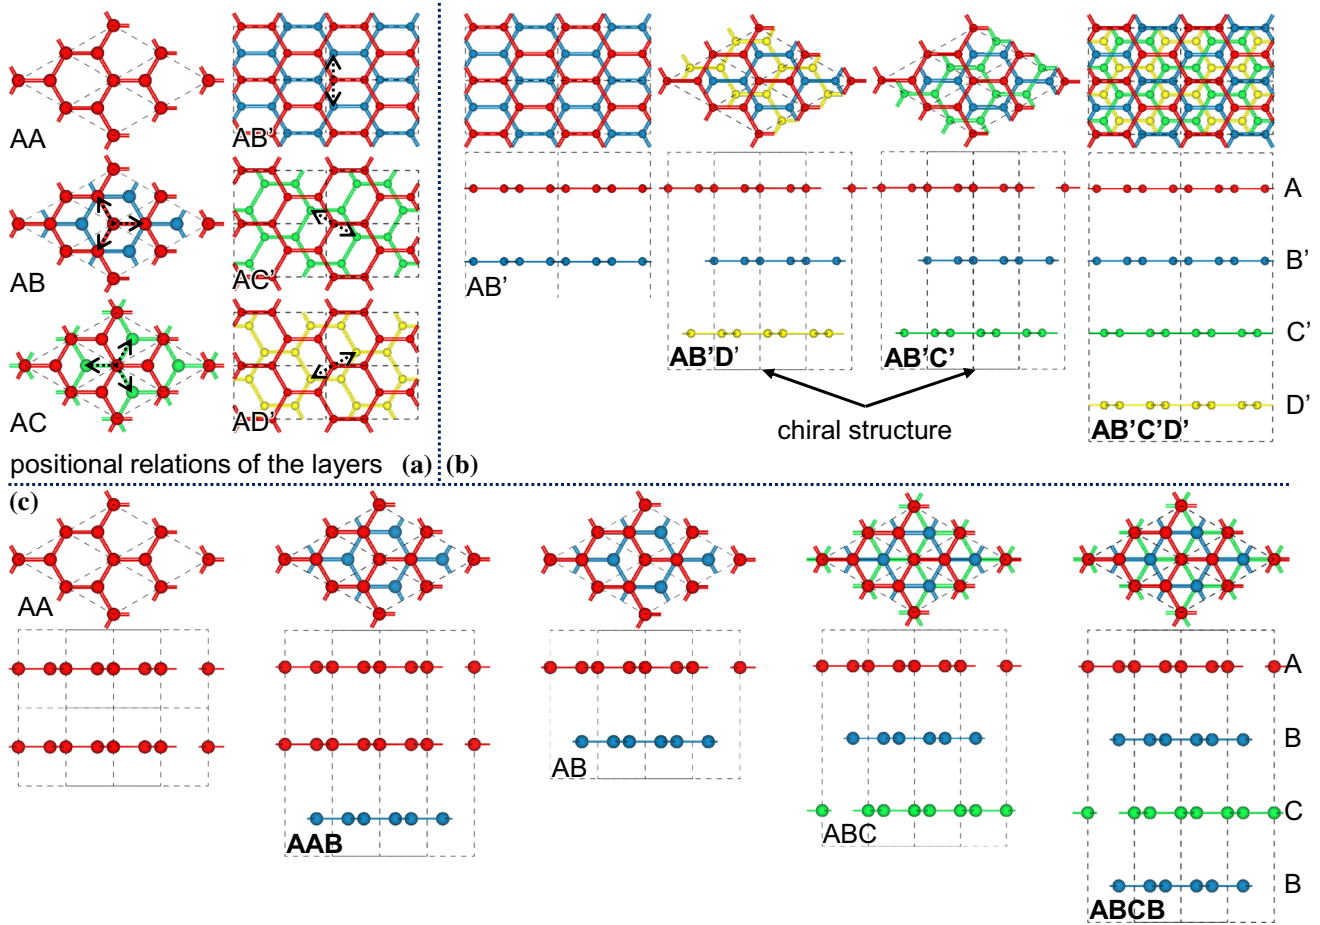 AA
AB'
AB
AC'
AC
AD'
positional relations of the layers (a)
(b)
AB'
AB'D'
AB'C'
chiral structure
A
B'
C'
D'
AB'C'D'
(c)
AA
AAB
AB
ABC
A
B
C
B
ABCB